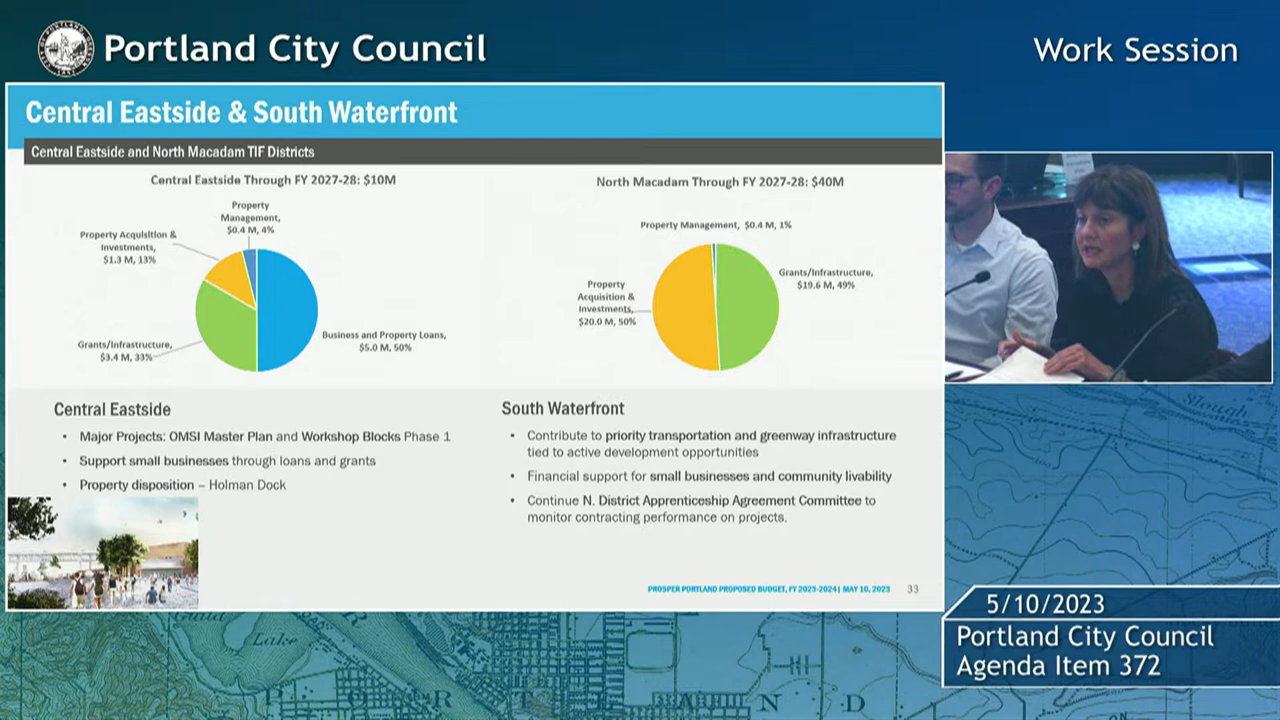 Portland City Council
Work Session
Central Eastside & South Waterfront
Central Eastside and North Macadam TIF Districts
Central Eastside Through FY 2027-28: $10M
Property
Management,
$0.4 M, 4%
Property Acquisition &
Investments,
$1.3 M, 13%
Grants/Infrastructure,
$3.4 M, 33%
Business and Property Loans,
$5.0 M, 50%
North Macadam Through FY 2027-28: $40M
Property Management, $0.4 M, 1%
Grants/Infrastructure,
$19.6 M, 49%
Property
Acquisition &
Investments,
$20.0 M, 50%
Central Eastside
• Major Projects: OMSI Master Plan and Workshop Blocks Phase 1
• Support small businesses through loans and grants
• Property disposition – Holman Dock
South Waterfront
• Contribute to priority transportation and greenway infrastructure
tied to active development opportunities
• Financial support for small businesses and community livability
• Continue N. District Apprenticeship Agreement Committee to
monitor contracting performance on projects.
PROSPER PORTLAND PROPOSED BUDGET, FY 2023-2024| MAY 10, 2023 33
5/10/2023
Portland City Council
Agenda Item 372
Slough
Guild
Lake
R T L A N D